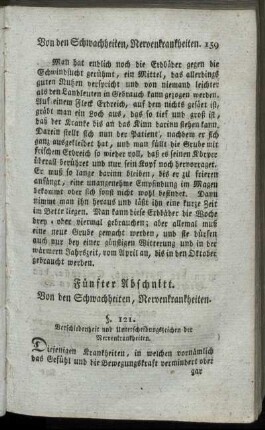 Von den Schwachheiten, Nervenkrankheiten. 139
Man hat endlich noch die Erdbäder gegen die
Schwindsucht gerühmt, ein Mittel, das allerdings
guten Nutzen verspricht und von niemand leichter
als den Landleuten in Gebrauch kann gezogen werden.
Auf einem Fleck Erdreich, auf dem nichts gesäet ist,
gräbt man ein Loch aus, das so tief und groß ist,
daß der Kranke bis an das Kinn darinn stehen kann.
Darein stellt sich nun der Patient, nachdem er sich
ganz ausgekleidet hat, und man füllt die Grube mit
frischem Erdreich so wieder voll, daß es seinen Körper
überall berühret und nur sein Kopf noch hervorraget.
Er muß so lange darinn bleiben, bis er zu frieren
anfängt, eine unangenehme Empfindung im Magen
bekommt oder sich sonst nicht wohl befindet. Dann
nimmt man ihn heraus und läßt ihn eine kurze Zeit
im Bette liegen. Man kann diese Erdbäder die Woche
drey- oder viermal gebrauchen; aber allemal muß
eine neue Grube gemacht werden, und sie dürfen
auch nur bey einer günstigen Witterung und in der
wärmern Jahrszeit, vom April an, bis in den Oktober
gebraucht werden.
Fünfter Abschnitt.
Von den Schwachheiten, Nervenkrankheiten.
§. 121.
Verschiedenheit und Unterscheidungszeichen der
Nervenkrankheiten.
Diejenigen Krankheiten, in welchen vornämlich
das Gefühl und die Bewegungskraft vermindert oder
gar